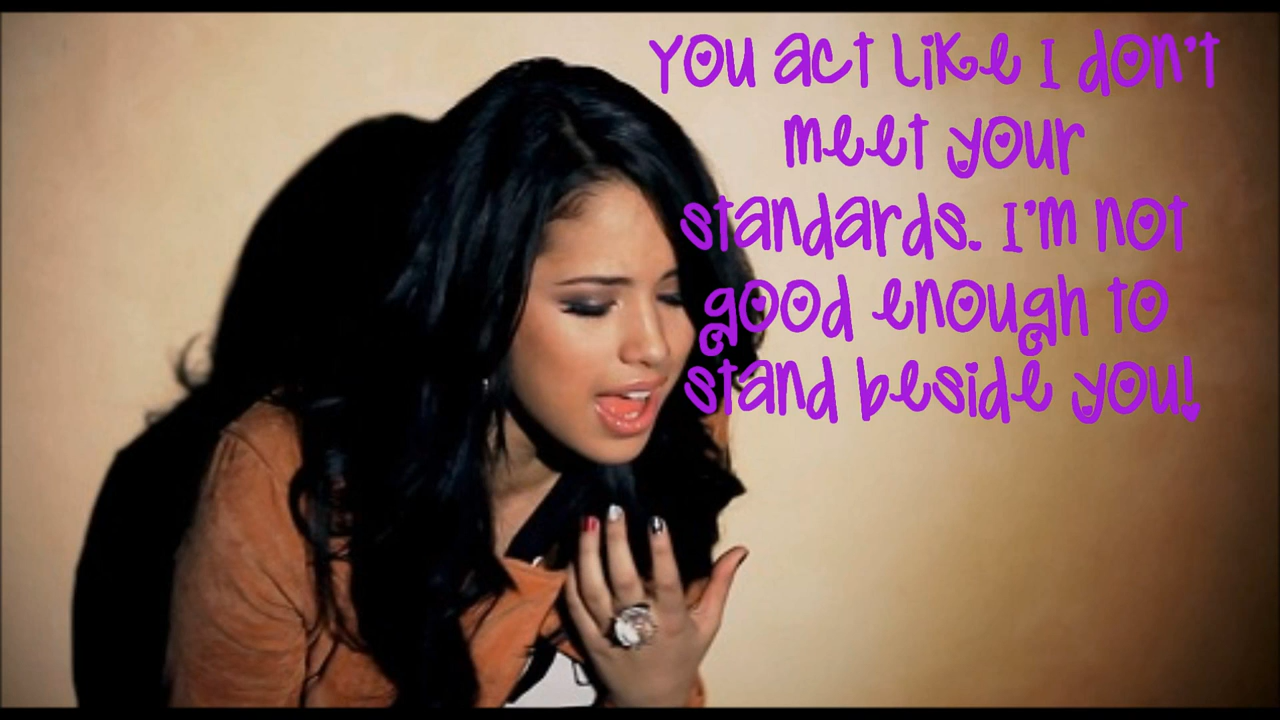 You act like I don't
meet your
standards. I'm not
good enough to
stand beside you!